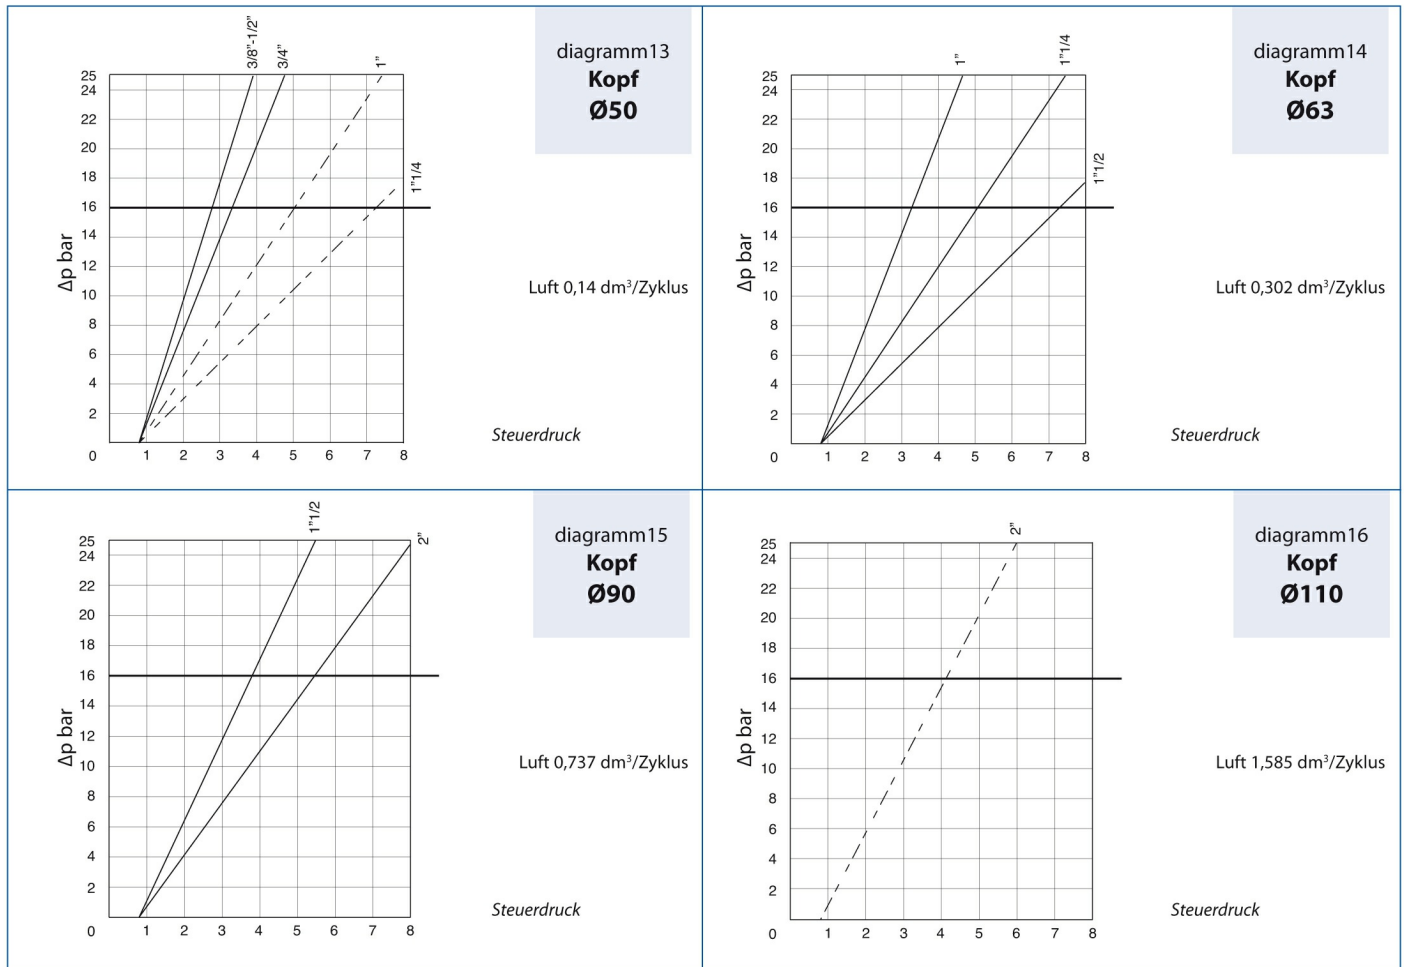 diagramm13
Kopf
Ø50
3/8"-1/2"
3/4"
1"
1"1/4
25
24
22
20
18
16
14
12
10
8
6
4
2
0
Δp bar
1 2 3 4 5 6 7 8
Luft 0,14 dm³/Zyklus
Steuerdruck
diagramm14
Kopf
Ø63
1"
1"1/4
1"1/2
25
24
22
20
18
16
14
12
10
8
6
4
2
0
Δp bar
1 2 3 4 5 6 7 8
Luft 0,302 dm³/Zyklus
Steuerdruck
diagramm15
Kopf
Ø90
1"1/2
2"
25
24
22
20
18
16
14
12
10
8
6
4
2
0
Δp bar
1 2 3 4 5 6 7 8
Luft 0,737 dm³/Zyklus
Steuerdruck
diagramm16
Kopf
Ø110
2"
25
24
22
20
18
16
14
12
10
8
6
4
2
0
Δp bar
1 2 3 4 5 6 7 8
Luft 1,585 dm³/Zyklus
Steuerdruck